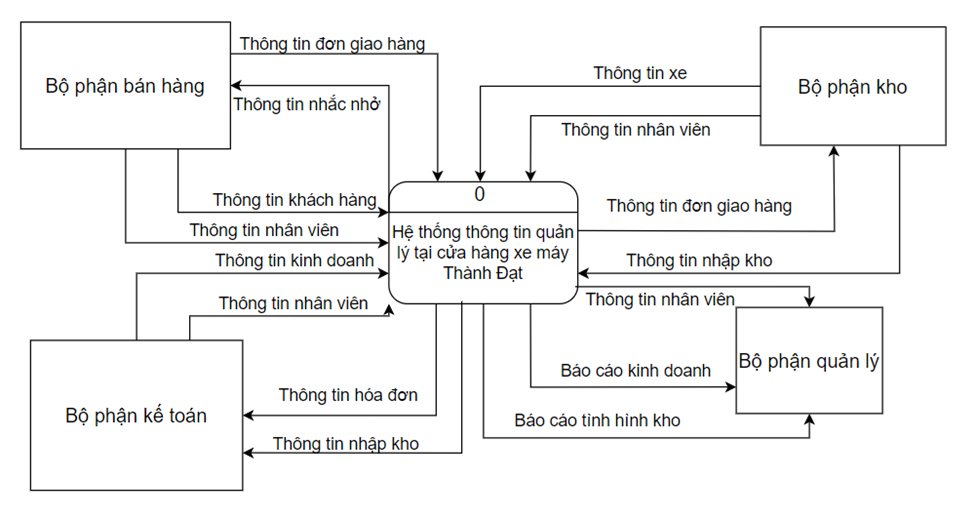 Bộ phận bán hàng
Thông tin đơn giao hàng
Thông tin nhắc nhở
Thông tin xe
Bộ phận kho
Thông tin nhân viên
0
Thông tin khách hàng
Thông tin nhân viên
Thông tin đơn giao hàng
Hệ thống thông tin quản
lý tại cửa hàng xe máy
Thành Đạt
Thông tin kinh doanh
Thông tin nhập kho
Thông tin nhân viên
Thông tin nhân viên
Bộ phận quản lý
Báo cáo kinh doanh
Bộ phận kế toán
Thông tin hóa đơn
Báo cáo tình hình kho
Thông tin nhập kho